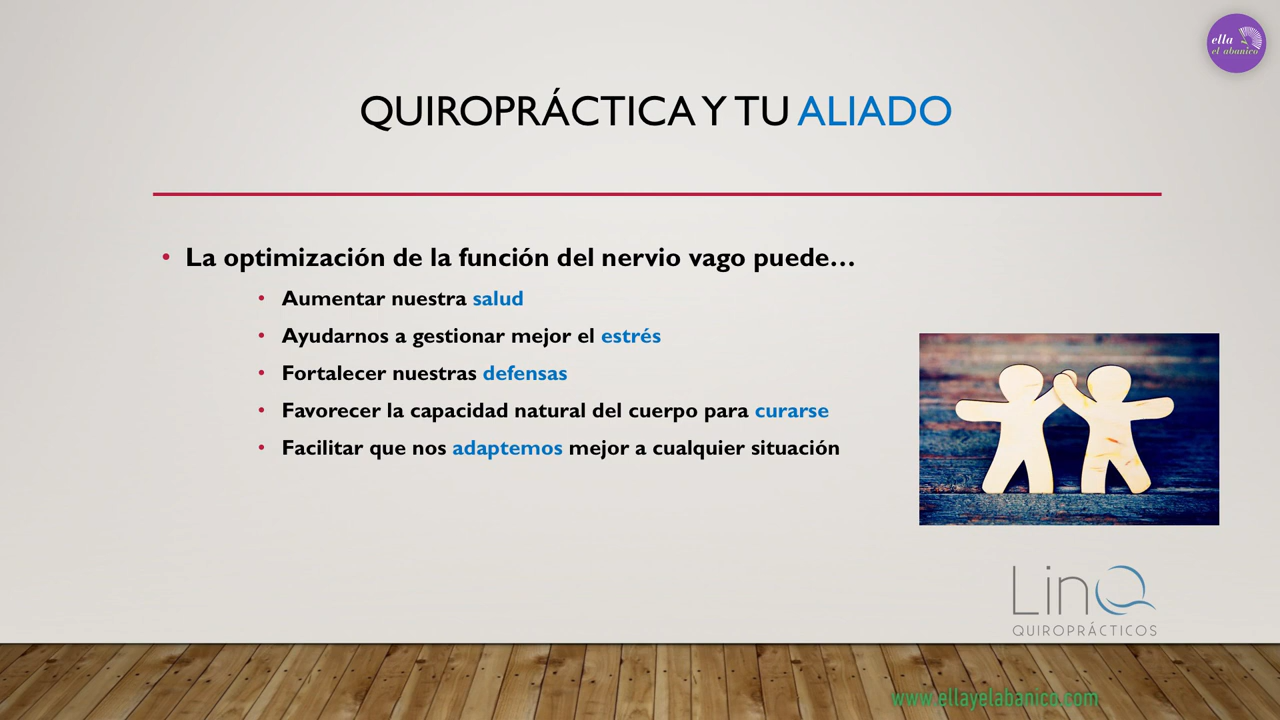 ella
el abanico
QUIROPRÁCTICA Y TU ALIADO
• La optimización de la función del nervio vago puede…
• Aumentar nuestra salud
• Ayudarnos a gestionar mejor el estrés
• Fortalecer nuestras defensas
• Favorecer la capacidad natural del cuerpo para curarse
• Facilitar que nos adaptemos mejor a cualquier situación
LinQ
QUIROPRÁCTICOS
www.ellayelabanico.com